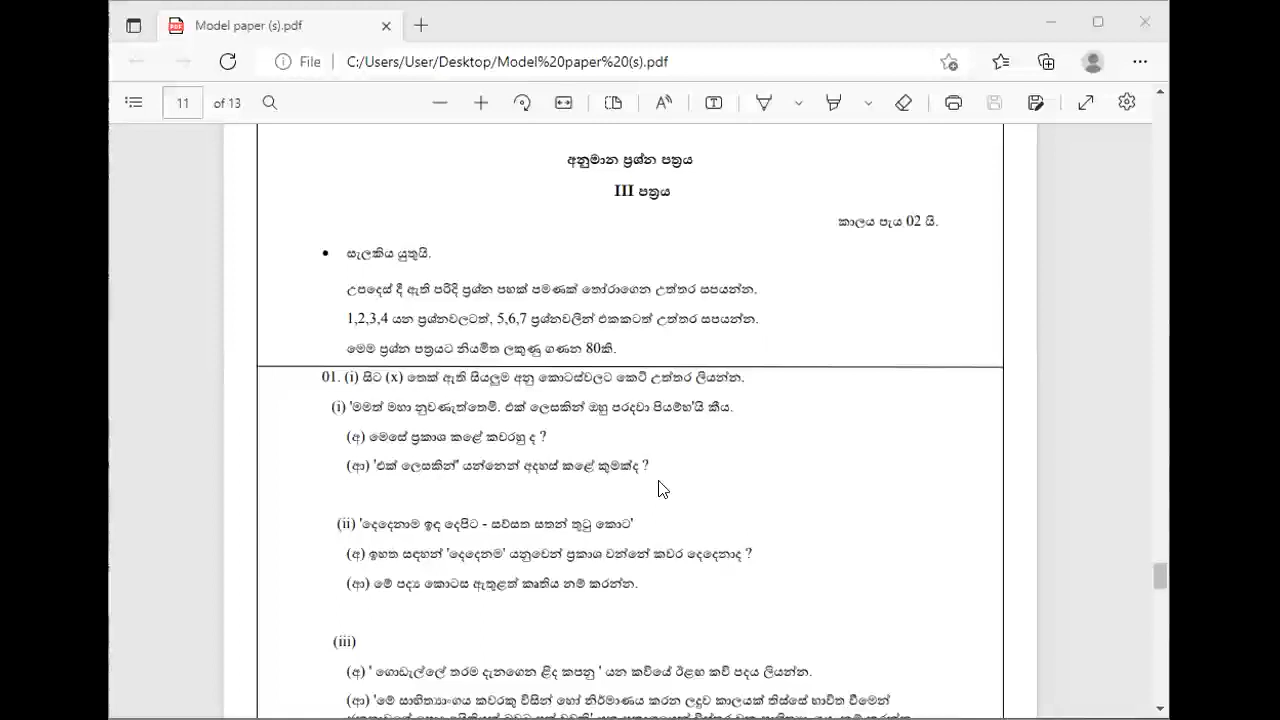 Model paper (s).pdf
File
C:/Users/User/Desktop/Model%20paper%20(s).pdf
11 of 13
අනුමාන ප්‍රශ්න පත්‍රය
III පත්‍රය
කාලය පැය 02 යි.
• සැලකිය යුතුයි.
උපදෙස් දී ඇති පරිදි ප්‍රශ්න පහක් පමණක් තෝරාගෙන උත්තර සපයන්න.
1,2,3,4 යන ප්‍රශ්නවලටත්, 5,6,7 ප්‍රශ්නවලින් එකකටත් උත්තර සපයන්න.
මෙම ප්‍රශ්න පත්‍රයට නියමිත ලකුණු ගණන 80කි.
01. (i) සිට (x) තෙක් ඇති සියලුම අනු කොටස්වලට කෙටි උත්තර ලියන්න.
(i) 'මමත් මහා නුවණැත්තෙමි. එක් ලෙසකින් ඔහු පරදවා පියමිහ'යි කීය.
(අ) මෙසේ ප්‍රකාශ කළේ කවරහු ද ?
(ආ) 'එක් ලෙසකින්' යන්නෙන් අදහස් කළේ කුමක්ද ?
(ii) 'දෙදෙනාම ඉඳ දෙපිට - සව්සත සතන් තුටු කොට'
(අ) ඉහත සඳහන් 'දෙදෙනම' යනුවෙන් ප්‍රකාශ වන්නේ කවර දෙදෙනාද ?
(ආ) මේ පද්‍ය කොටස ඇතුළත් කෘතිය නම් කරන්න.
(iii)
(අ) ' ගොඩැල්ලේ තරම දැනගෙන ළිඳ කපනු ' යන කවියේ ඊළඟ කවි පදය ලියන්න.
(ආ) 'මේ සාහිත්‍යාංගය කවරකු විසින් හෝ නිර්මාණය කරන ලදුව කාලයක් තිස්සේ භාවිත වීමෙන්